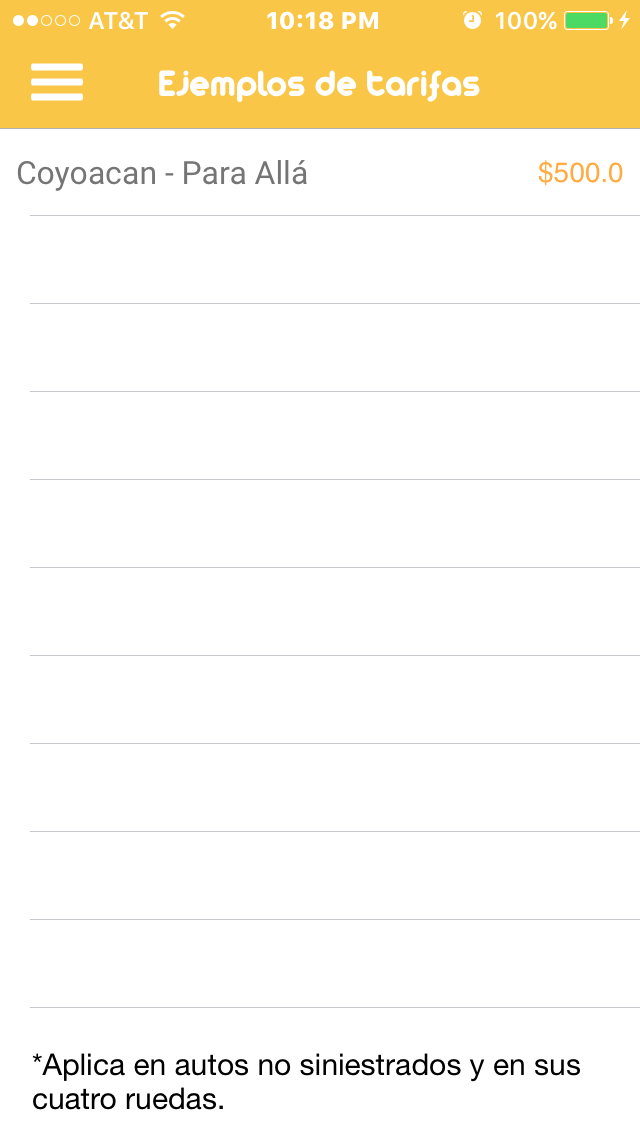 AT&T 10:18 PM 100%
Ejemplos de tarifas
Coyoacan - Para Allá $500.0
*Aplica en autos no siniestrados y en sus
cuatro ruedas.